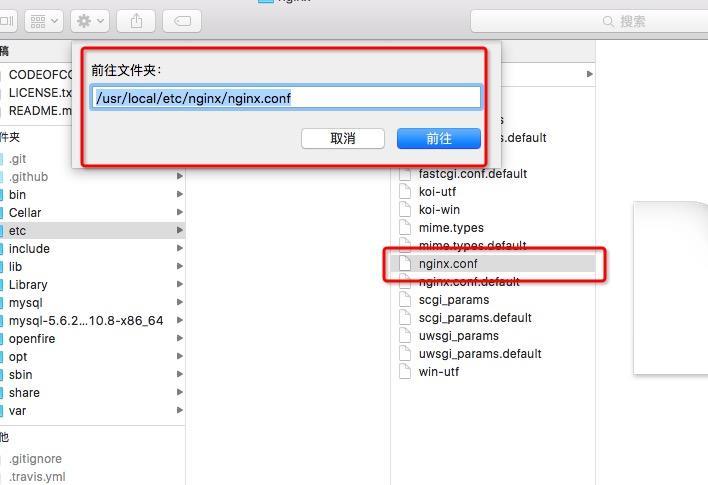 nginx
搜索
稿
CODEOFCO
LICENSE.tx
README.m
件夹
.git
.github
bin
Cellar
etc
include
lib
Library
mysql
mysql-5.6.2...10.8-x86_64
openfire
opt
sbin
share
var
他
.gitignore
.travis.yml
前往文件夹：
/usr/local/etc/nginx/nginx.conf
取消
前往
s
.default
fastcgi.conf.default
koi-utf
koi-win
mime.types
mime.types.default
nginx.conf
nginx.conf.default
scgi_params
scgi_params.default
uwsgi_params
uwsgi_params.default
win-utf